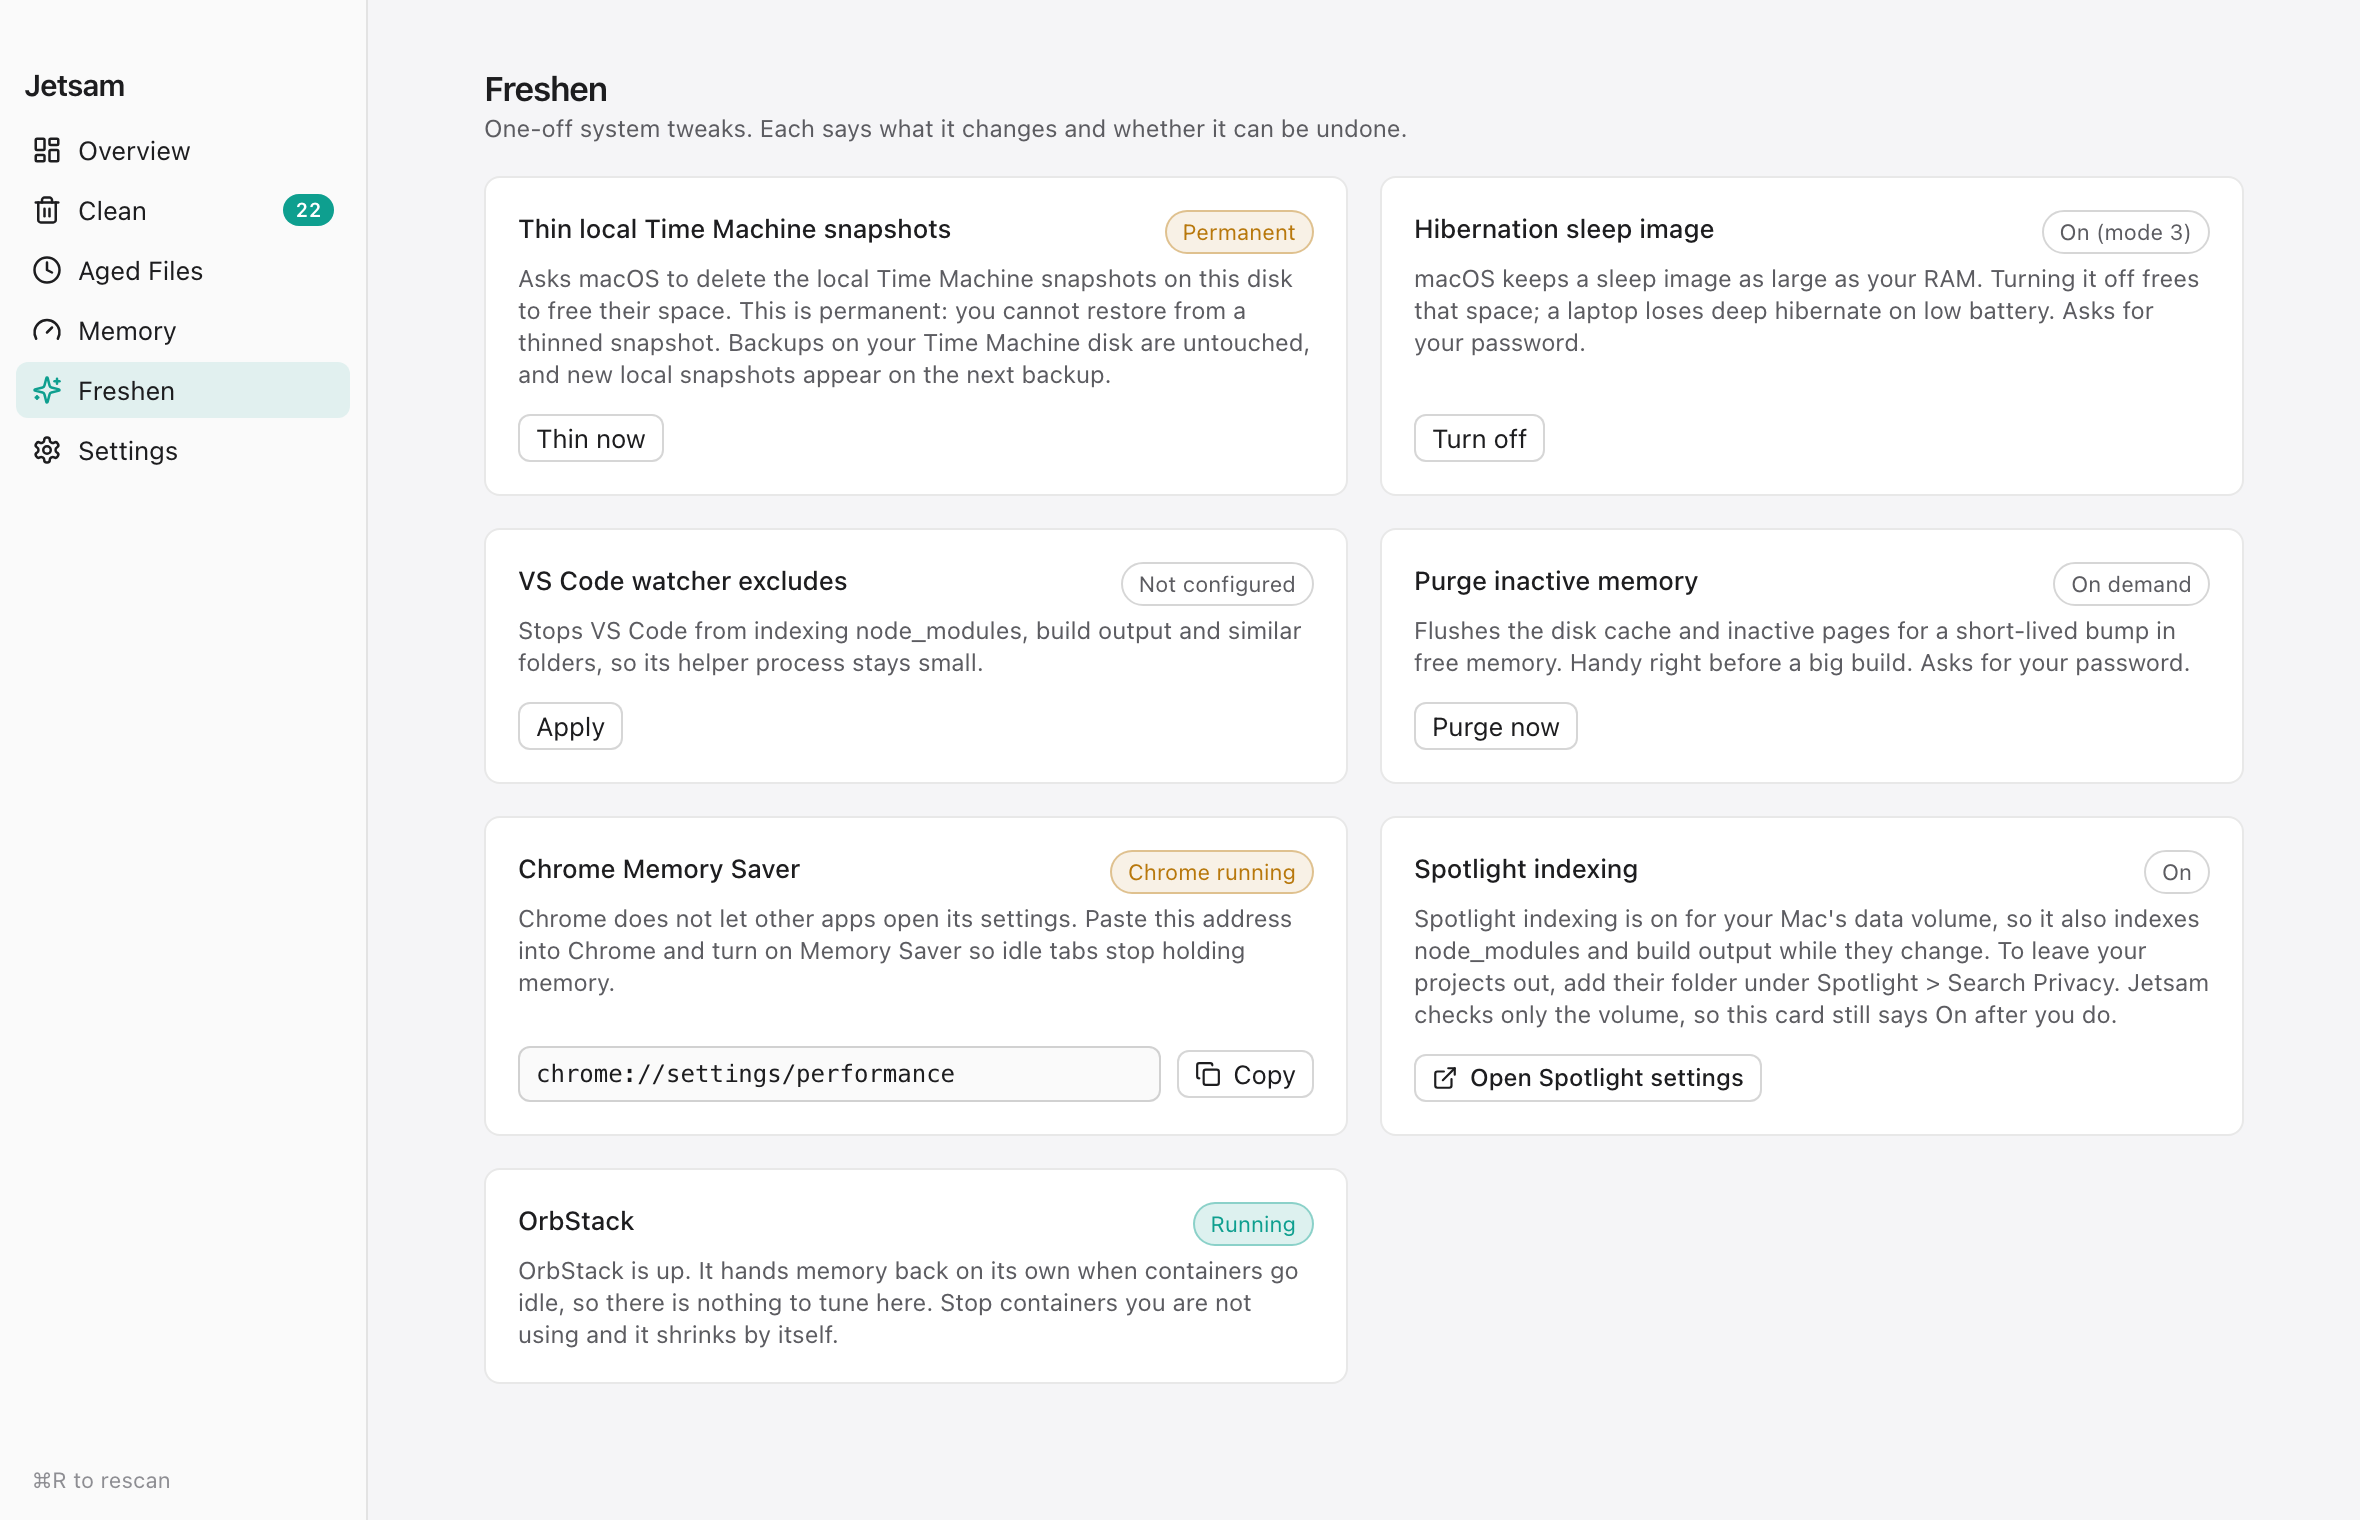 Jetsam
Overview
Clean
22
Aged Files
Memory
Freshen
Settings
⌘R to rescan
Freshen
One-off system tweaks. Each says what it changes and whether it can be undone.
Thin local Time Machine snapshots
Permanent
Asks macOS to delete the local Time Machine snapshots on this disk
to free their space. This is permanent: you cannot restore from a
thinned snapshot. Backups on your Time Machine disk are untouched,
and new local snapshots appear on the next backup.
Thin now
Hibernation sleep image
On (mode 3)
macOS keeps a sleep image as large as your RAM. Turning it off frees
that space; a laptop loses deep hibernate on low battery. Asks for
your password.
Turn off
VS Code watcher excludes
Not configured
Stops VS Code from indexing node_modules, build output and similar
folders, so its helper process stays small.
Apply
Purge inactive memory
On demand
Flushes the disk cache and inactive pages for a short-lived bump in
free memory. Handy right before a big build. Asks for your password.
Purge now
Chrome Memory Saver
Chrome running
Chrome does not let other apps open its settings. Paste this address
into Chrome and turn on Memory Saver so idle tabs stop holding
memory.
chrome://settings/performance
Copy
Spotlight indexing
On
Spotlight indexing is on for your Mac's data volume, so it also indexes
node_modules and build output while they change. To leave your
projects out, add their folder under Spotlight > Search Privacy. Jetsam
checks only the volume, so this card still says On after you do.
Open Spotlight settings
OrbStack
Running
OrbStack is up. It hands memory back on its own when containers go
idle, so there is nothing to tune here. Stop containers you are not
using and it shrinks by itself.